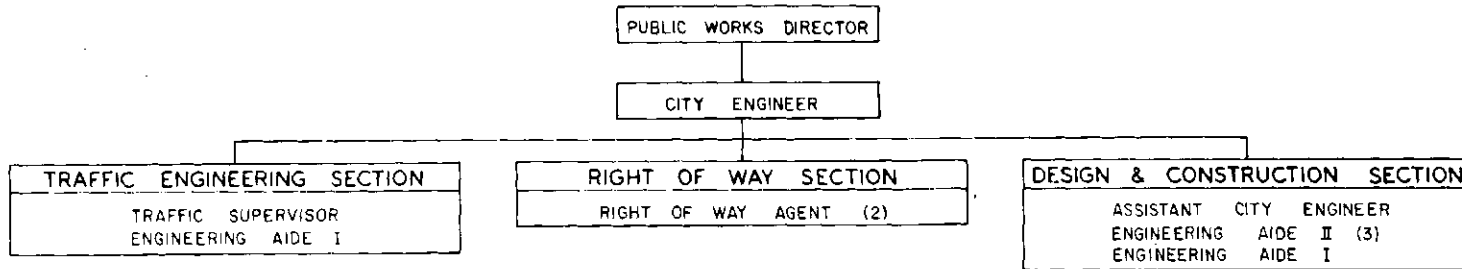 PUBLIC WORKS DIRECTOR
CITY ENGINEER
TRAFFIC ENGINEERING SECTION
TRAFFIC SUPERVISOR
ENGINEERING AIDE I
RIGHT OF WAY SECTION
RIGHT OF WAY AGENT (2)
DESIGN & CONSTRUCTION SECTION
ASSISTANT CITY ENGINEER
ENGINEERING AIDE II (3)
ENGINEERING AIDE I